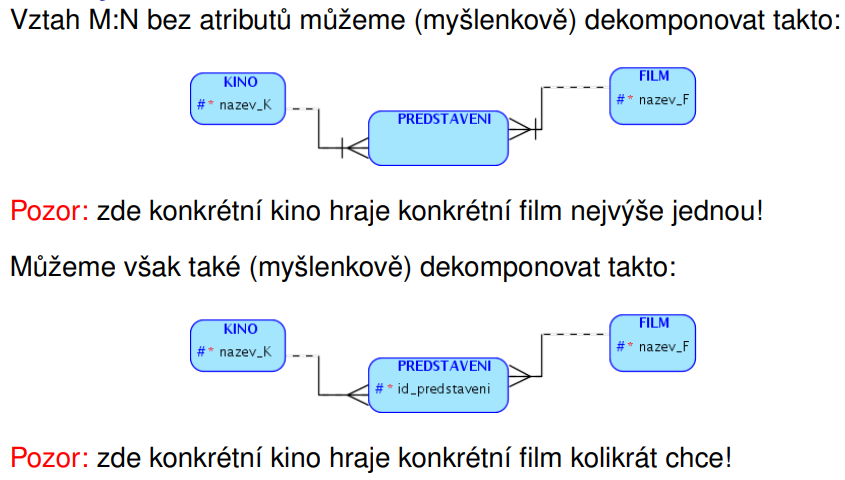 Vztah M:N bez atributů můžeme (myšlenkově) dekomponovat takto:
KINO
#* nazev_K
PREDSTAVENI
FILM
#* nazev_F
Pozor: zde konkrétní kino hraje konkrétní film nejvýše jednou!
Můžeme však také (myšlenkově) dekomponovat takto:
KINO
#* nazev_K
PREDSTAVENI
#* id_predstaveni
FILM
#* nazev_F
Pozor: zde konkrétní kino hraje konkrétní film kolikrát chce!